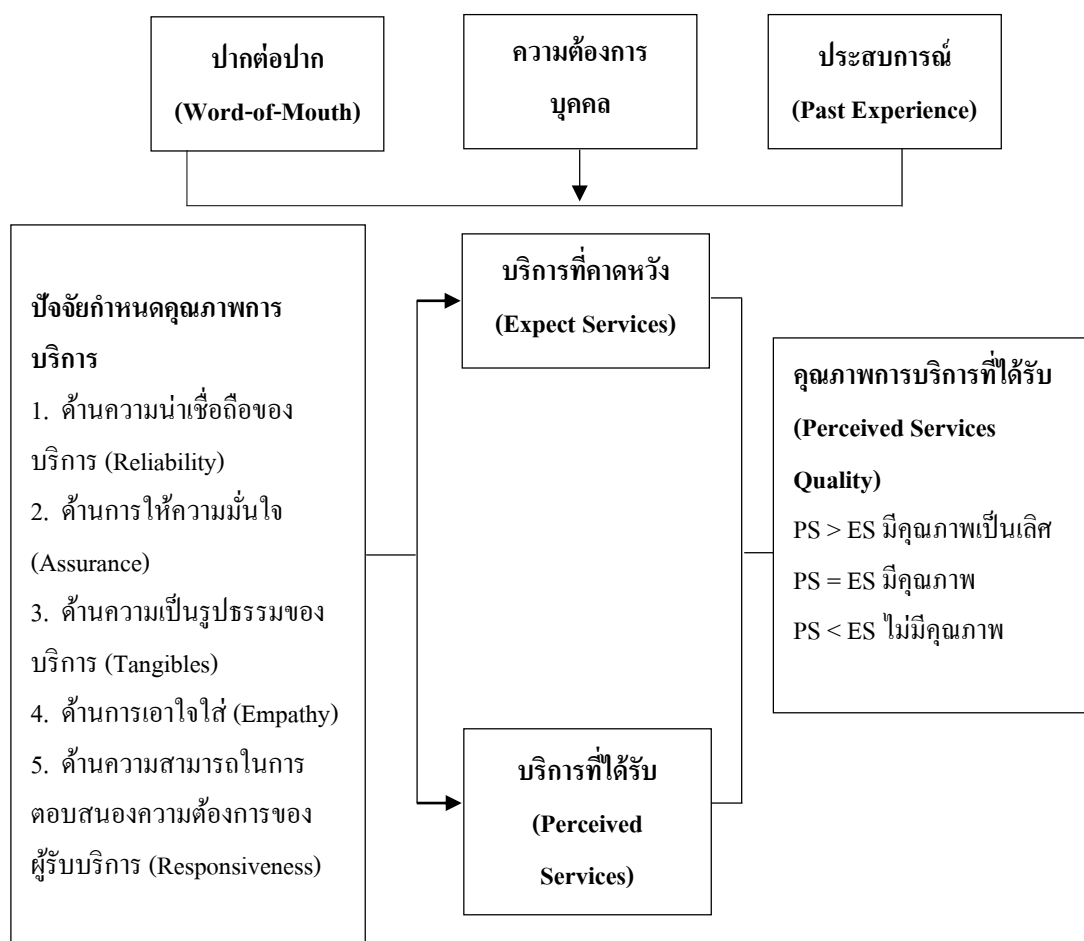 ปากต่อปาก
(Word-of-Mouth)
ความต้องการ
บุคคล
ประสบการณ์
(Past Experience)
ปัจจัยกำหนดคุณภาพการ
บริการ
1. ด้านความน่าเชื่อถือของ
บริการ (Reliability)
2. ด้านการให้ความมั่นใจ
(Assurance)
3. ด้านความเป็นรูปธรรมของ
บริการ (Tangibles)
4. ด้านการเอาใจใส่ (Empathy)
5. ด้านความสามารถในการ
ตอบสนองความต้องการของ
ผู้รับบริการ (Responsiveness)
บริการที่คาดหวัง
(Expect Services)
บริการที่ได้รับ
(Perceived
Services)
คุณภาพการบริการที่ได้รับ
(Perceived Services
Quality)
PS > ES มีคุณภาพเป็นเลิศ
PS = ES มีคุณภาพ
PS < ES ไม่มีคุณภาพ